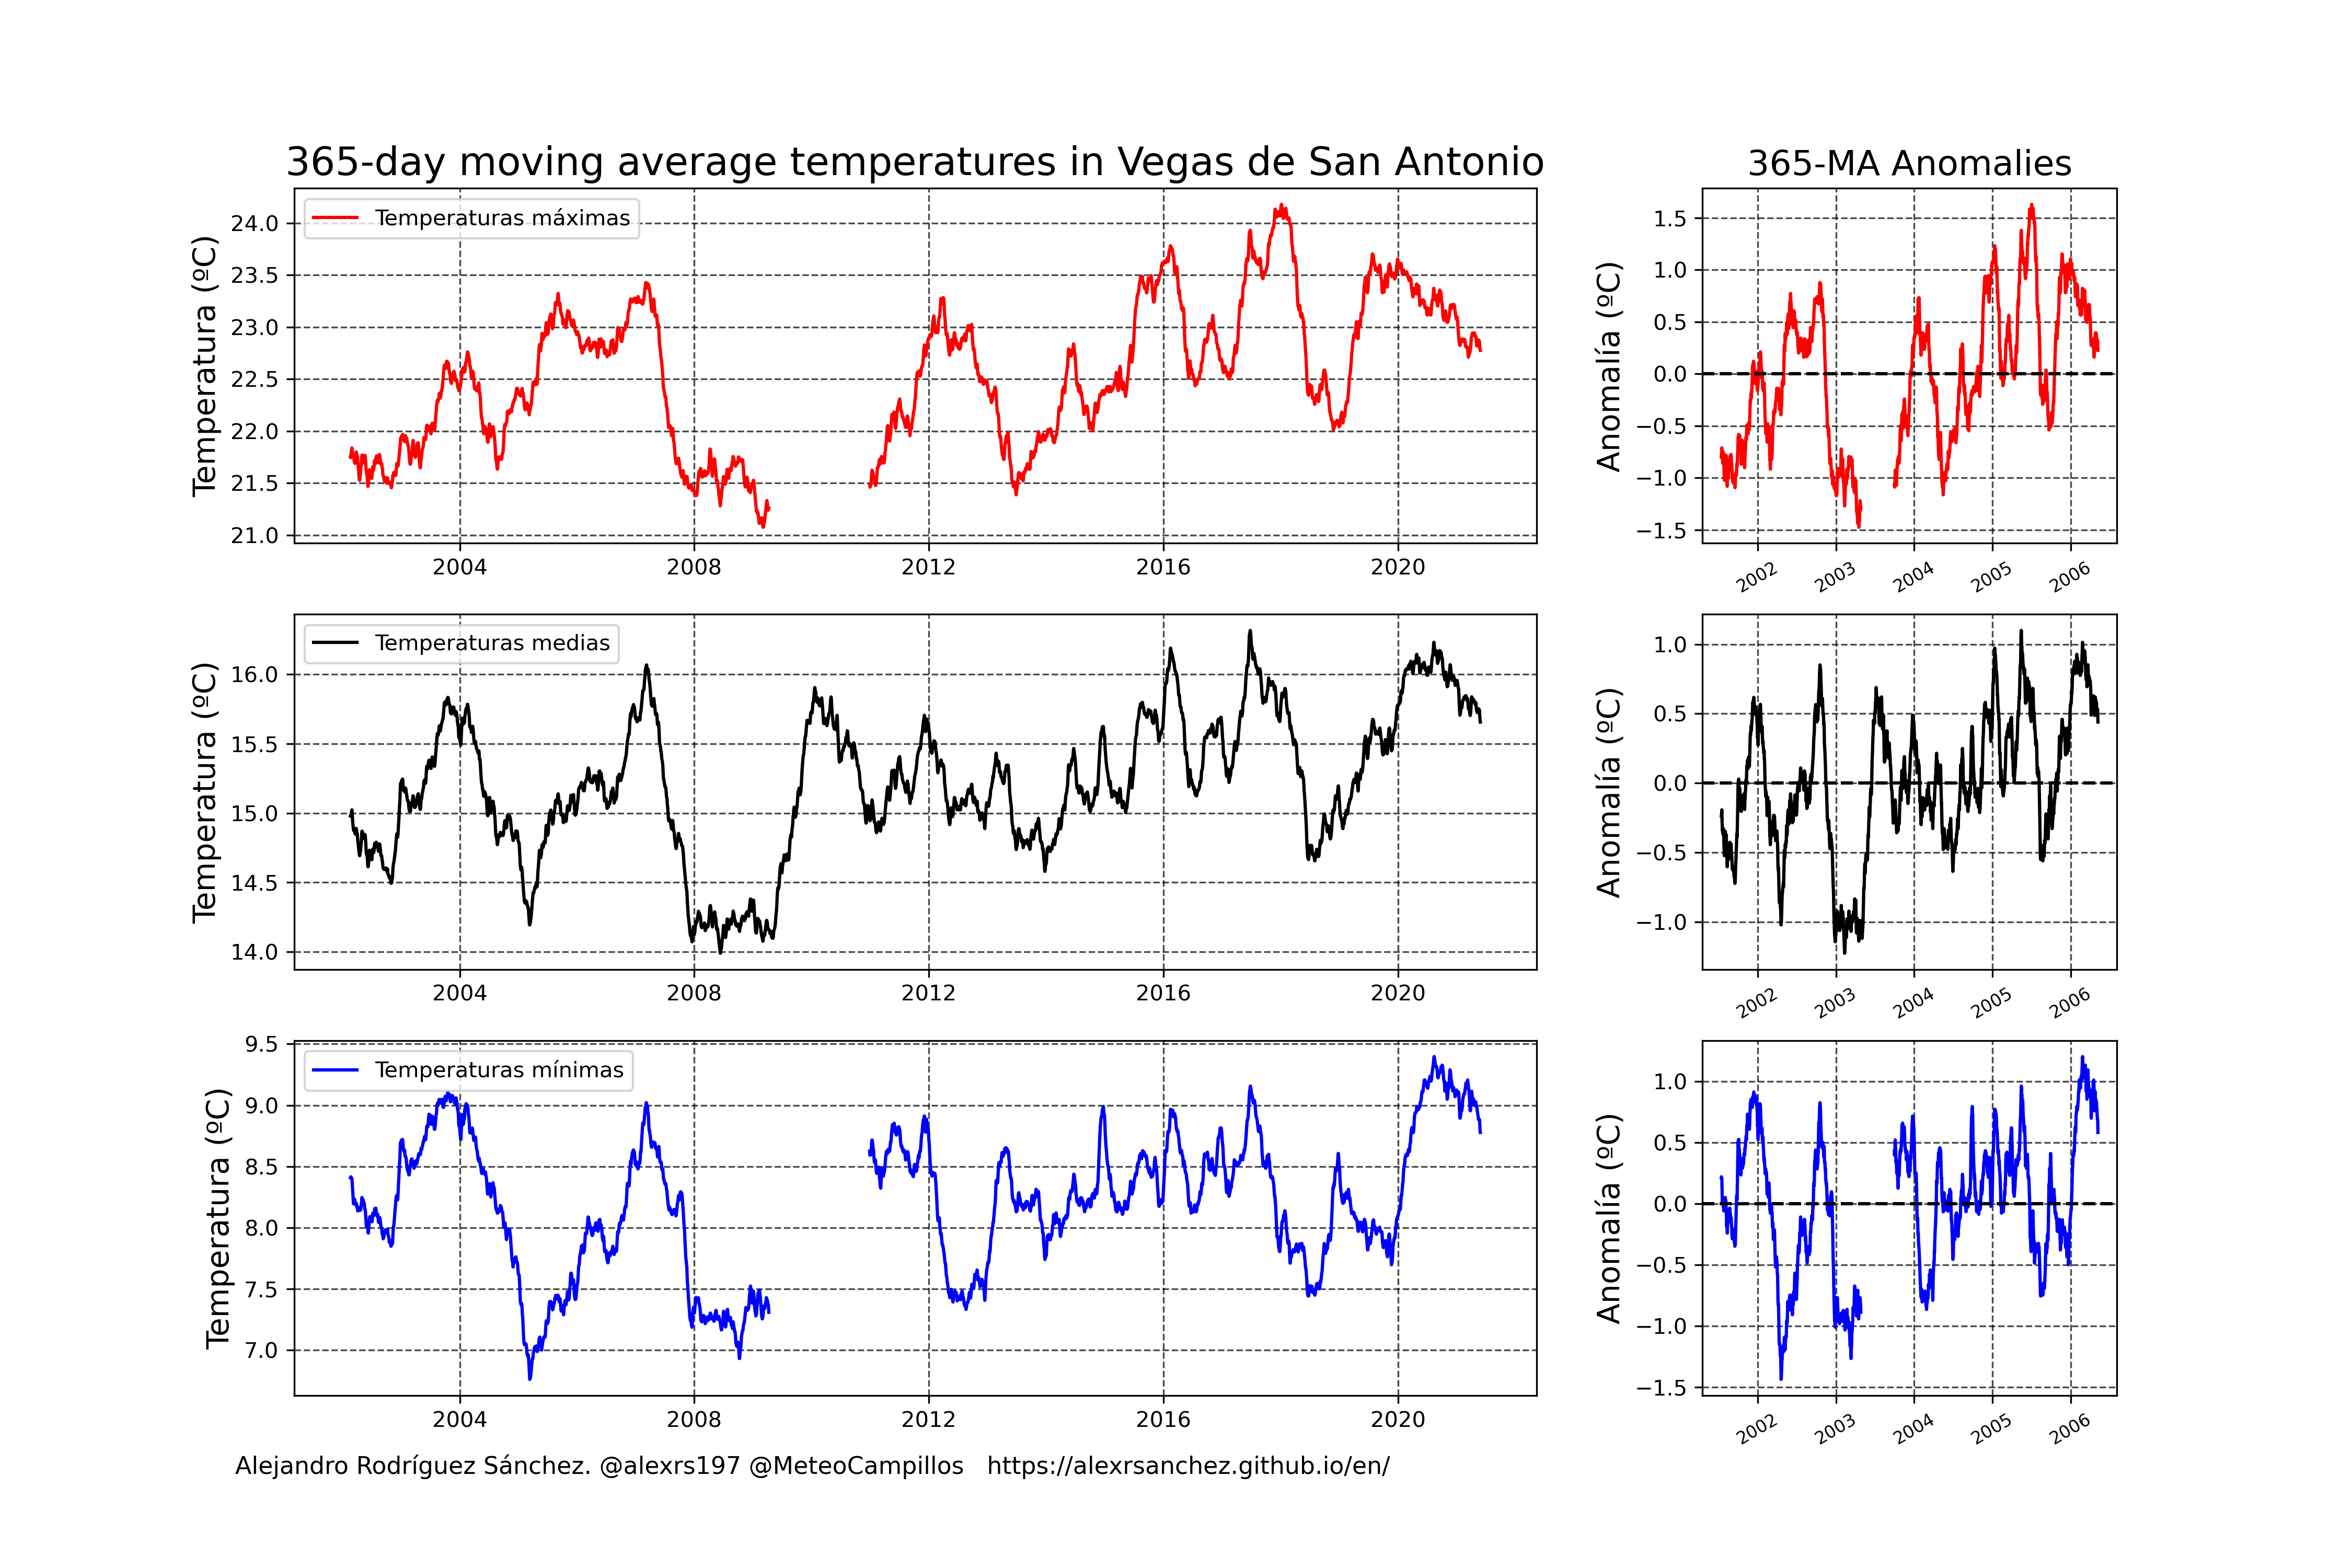 365-day moving average temperatures in Vegas de San Antonio
365-MA Anomalies
Temperatura (ºC)
24.0
23.5
23.0
22.5
22.0
21.5
21.0
Temperaturas máximas
2004 2008 2012 2016 2020
Anomalía (ºC)
1.5
1.0
0.5
0.0
−0.5
−1.0
−1.5
2002 2003 2004 2005 2006
Temperatura (ºC)
16.0
15.5
15.0
14.5
14.0
Temperaturas medias
2004 2008 2012 2016 2020
Anomalía (ºC)
1.0
0.5
0.0
−0.5
−1.0
2002 2003 2004 2005 2006
Temperatura (ºC)
9.5
9.0
8.5
8.0
7.5
7.0
Temperaturas mínimas
2004 2008 2012 2016 2020
Anomalía (ºC)
1.0
0.5
0.0
−0.5
−1.0
−1.5
2002 2003 2004 2005 2006
Alejandro Rodríguez Sánchez. @alexrs197 @MeteoCampillos https://alexrsanchez.github.io/en/